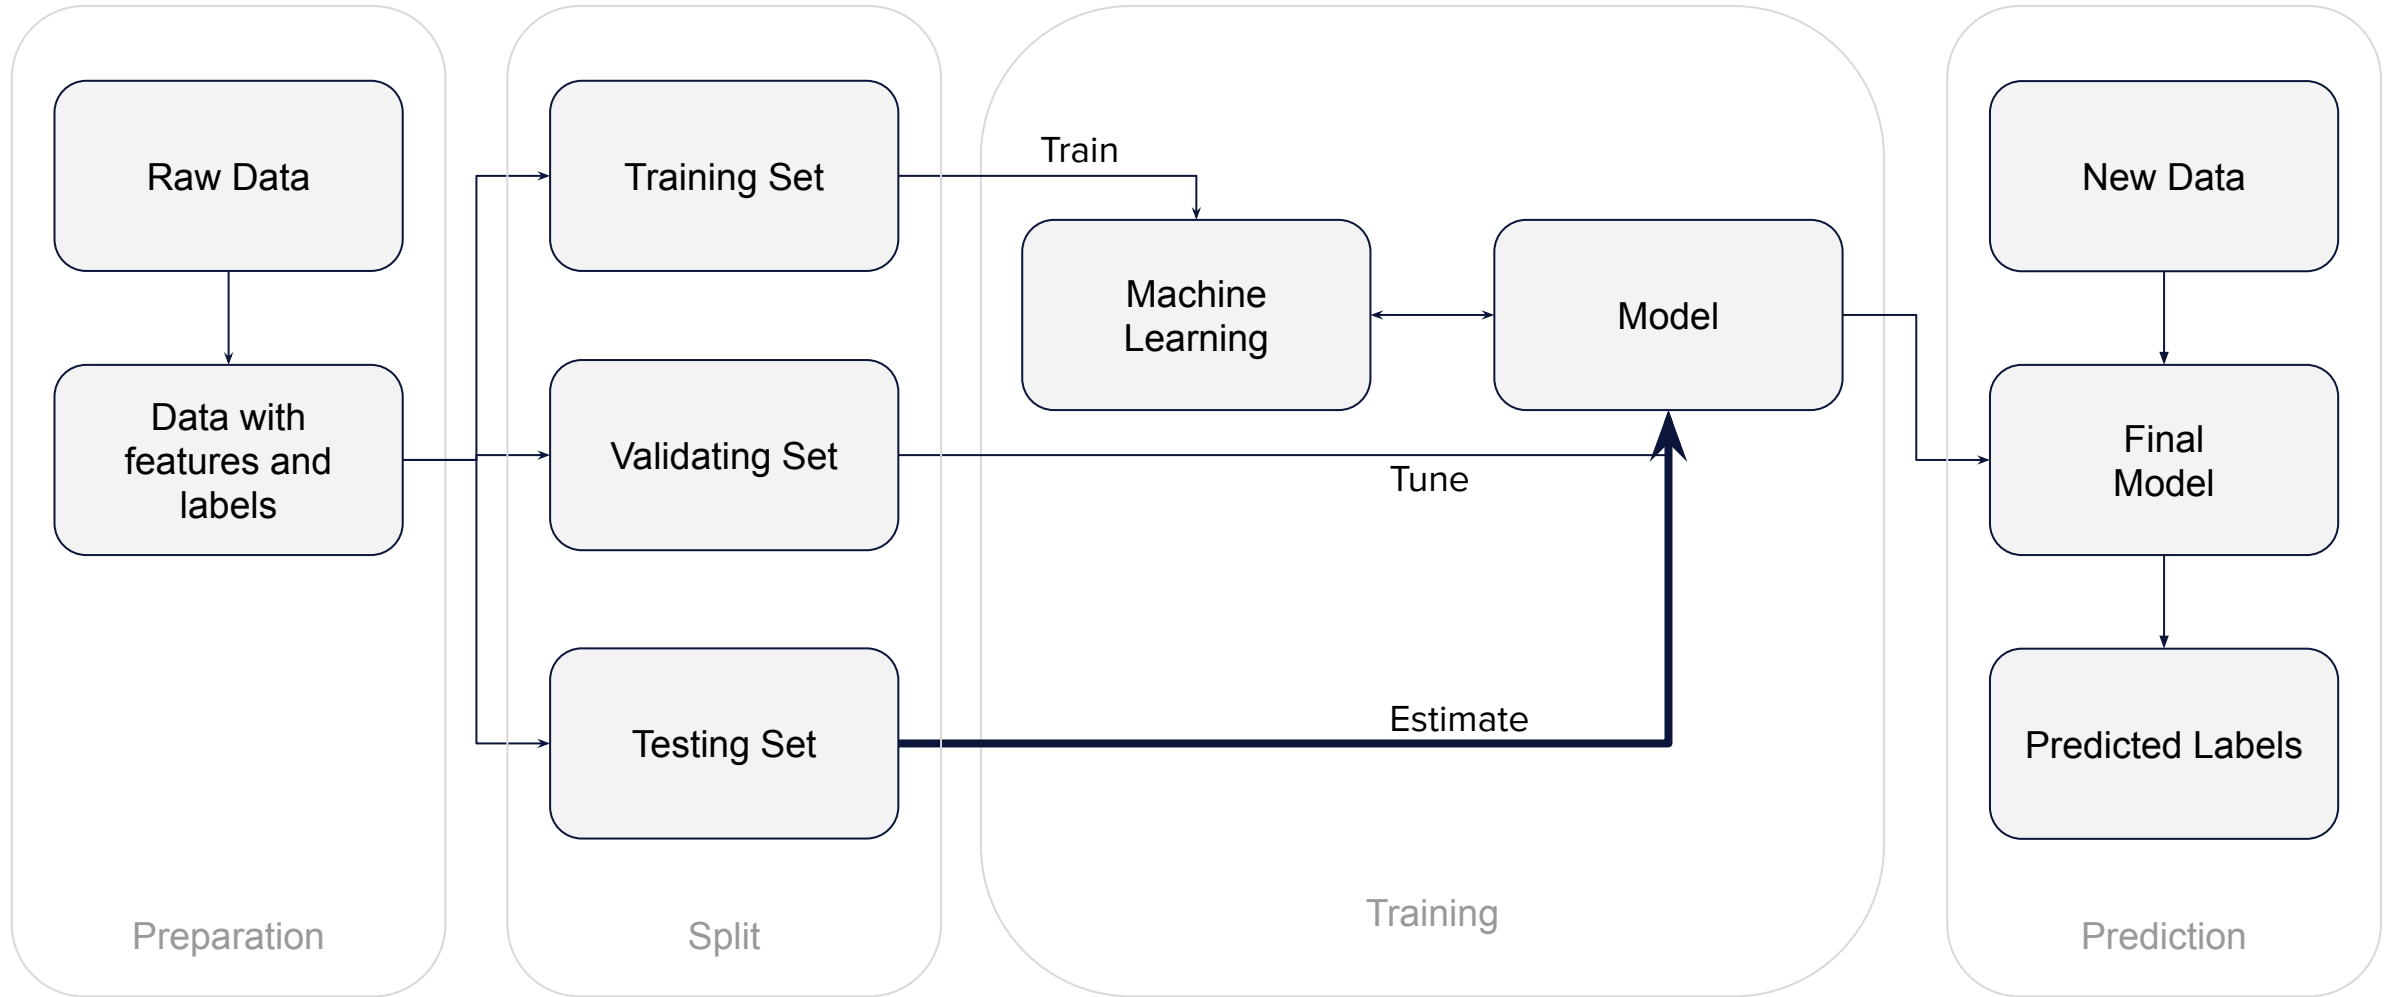 Raw Data
Data with
features and
labels
Preparation
Training Set
Validating Set
Testing Set
Split
Train
Machine
Learning
Model
Tune
Estimate
Training
New Data
Final
Model
Predicted Labels
Prediction